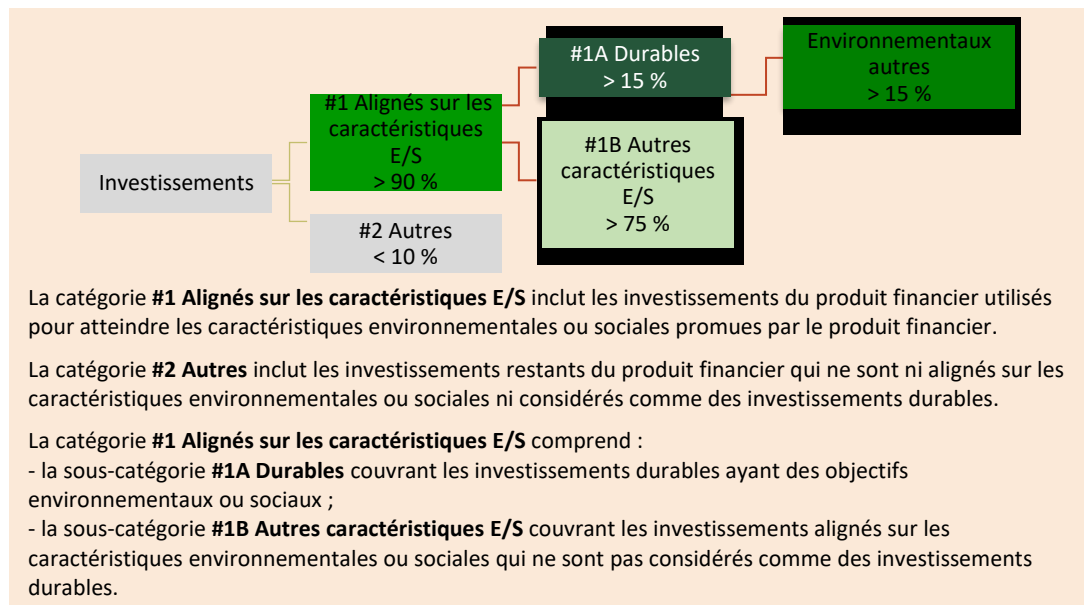 Investissements
#1 Alignés sur les
caractéristiques
E/S
> 90 %
#2 Autres
< 10 %
#1A Durables
> 15 %
#1B Autres
caractéristiques
E/S
> 75 %
Environnementaux
autres
> 15 %
La catégorie #1 Alignés sur les caractéristiques E/S inclut les investissements du produit financier utilisés
pour atteindre les caractéristiques environnementales ou sociales promues par le produit financier.
La catégorie #2 Autres inclut les investissements restants du produit financier qui ne sont ni alignés sur les
caractéristiques environnementales ou sociales ni considérés comme des investissements durables.
La catégorie #1 Alignés sur les caractéristiques E/S comprend :
- la sous-catégorie #1A Durables couvrant les investissements durables ayant des objectifs
environnementaux ou sociaux ;
- la sous-catégorie #1B Autres caractéristiques E/S couvrant les investissements alignés sur les
caractéristiques environnementales ou sociales qui ne sont pas considérés comme des investissements
durables.